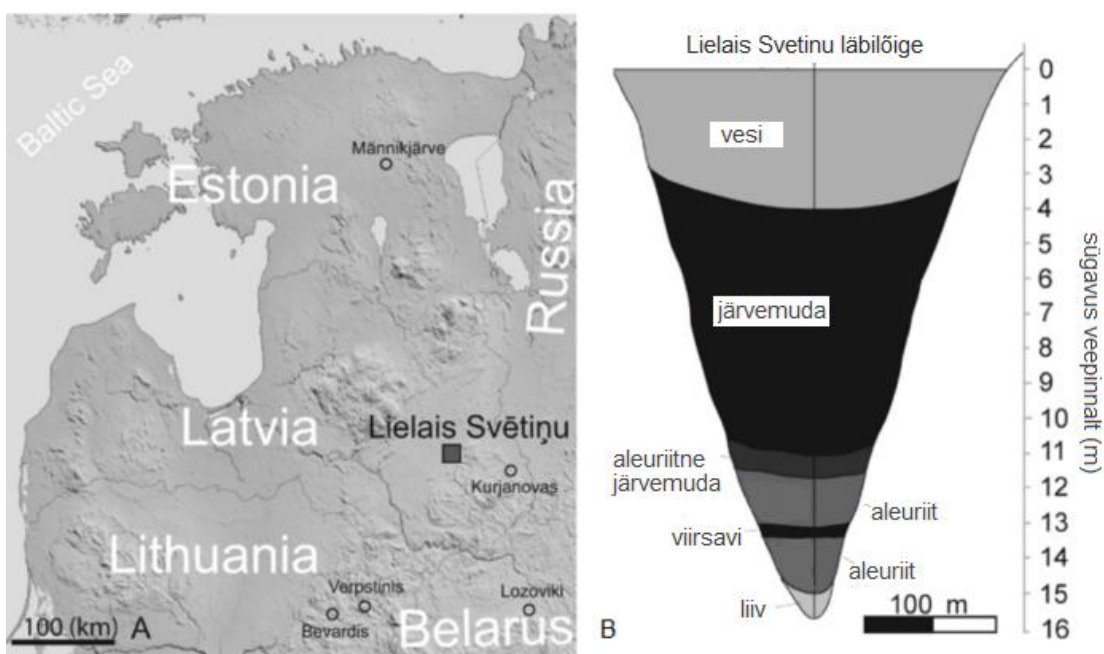 Baltic Sea
Männikjärve
Estonia
Russia
Latvia
Lielais Svētiņu
Kurjanovas
Lithuania
Verpstinis
Bevardis
Lozoviki
Belarus
100 (km) A
Lielais Svetinu läbilõige
vesi
järvemuda
aleuriitne
järvemuda
aleuriit
viirsavi
aleuriit
liiv
100 m
B
0
1
2
3
4
5
6
7
8
9
10
11
12
13
14
15
16
sügavus veepinnalt (m)